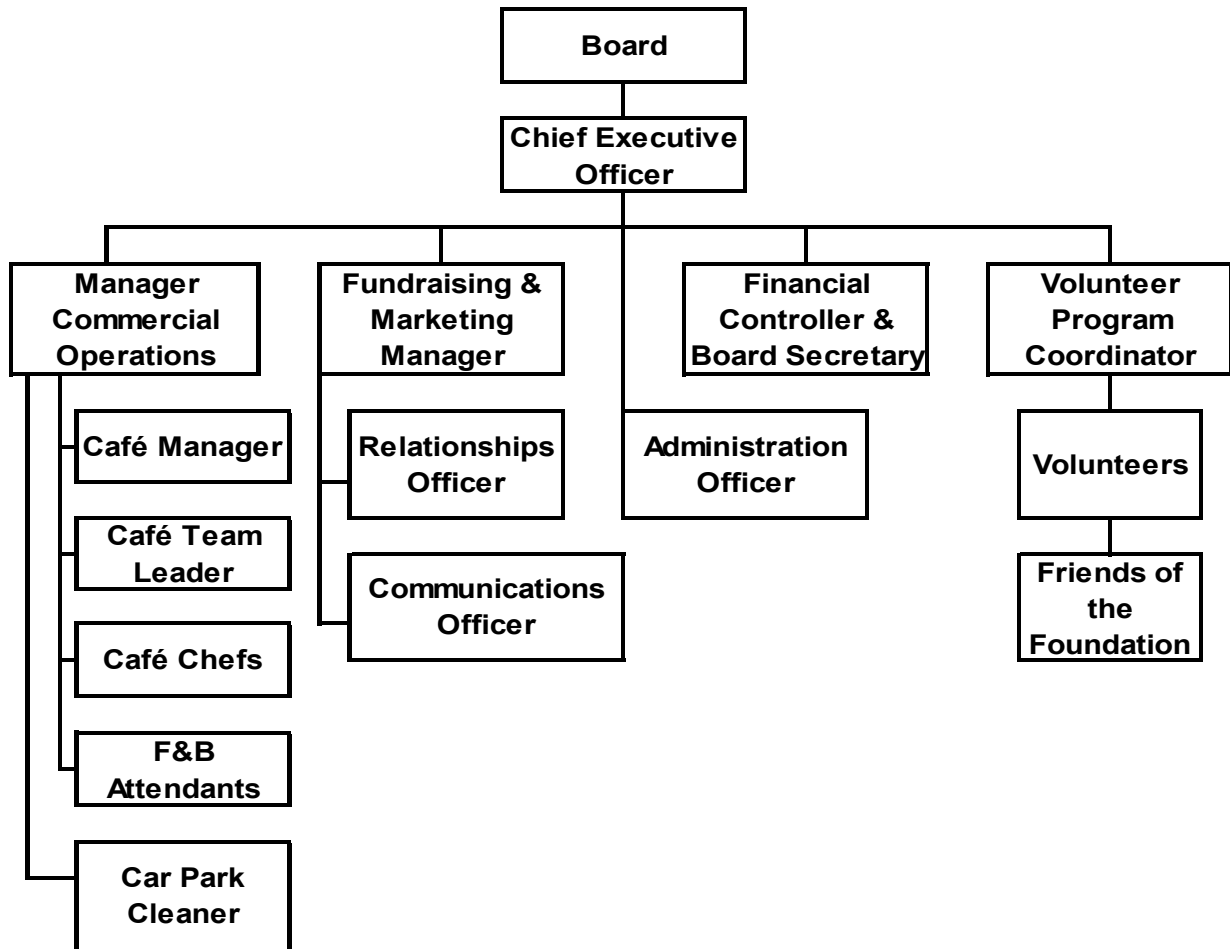 Board
Chief Executive
Officer
Manager
Commercial
Operations
Fundraising &
Marketing
Manager
Financial
Controller &
Board Secretary
Volunteer
Program
Coordinator
Café Manager
Relationships
Officer
Administration
Officer
Volunteers
Café Team
Leader
Communications
Officer
Friends of
the
Foundation
Café Chefs
F&B
Attendants
Car Park
Cleaner